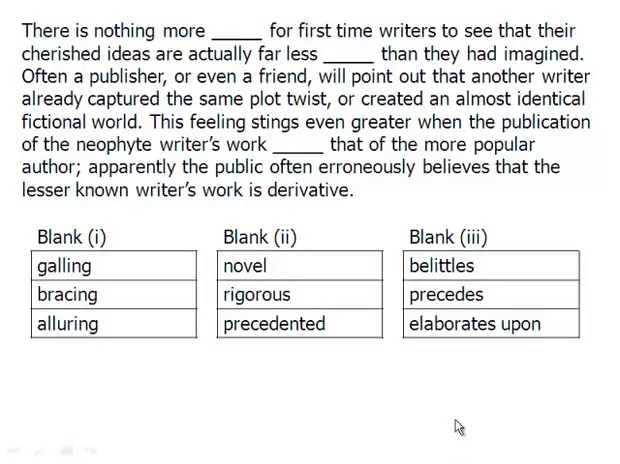 There is nothing more _____ for first time writers to see that their
cherished ideas are actually far less _____ than they had imagined.
Often a publisher, or even a friend, will point out that another writer
already captured the same plot twist, or created an almost identical
fictional world. This feeling stings even greater when the publication
of the neophyte writer's work _____ that of the more popular
author; apparently the public often erroneously believes that the
lesser known writer's work is derivative.
Blank (i) Blank (ii) Blank (iii)
galling novel belittles
bracing rigorous precedes
alluring precedented elaborates upon